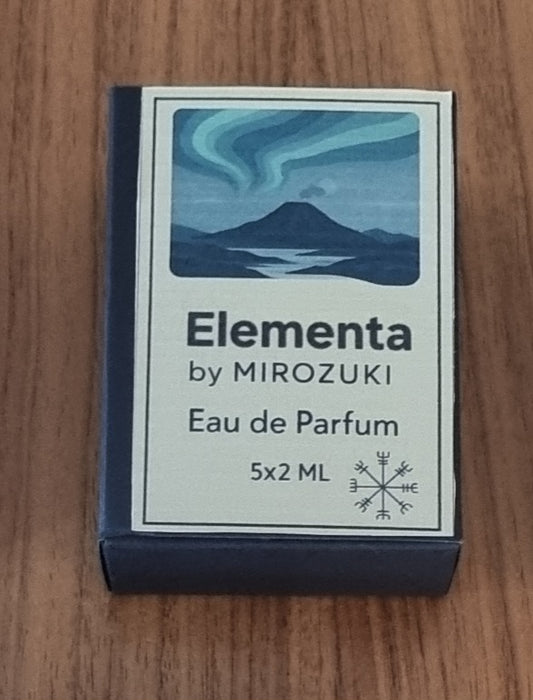 Elementa
by MIROZUKI
Eau de Parfum
5x2 ML